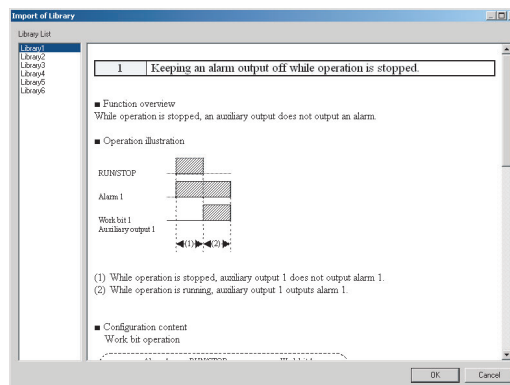 Import of Library
Library List
Library1
Library2
Library3
Library4
Library5
Library6
1 Keeping an alarm output off while operation is stopped.
■ Function overview
While operation is stopped, an auxiliary output does not output an alarm.
■ Operation illustration
RUN/STOP
Alarm 1
Work bit 1
Auxiliary output 1
(1) (2)
(1) While operation is stopped, auxiliary output 1 does not output alarm 1.
(2) While operation is running, auxiliary output 1 outputs alarm 1.
■ Configuration content
Work bit operation
OK Cancel